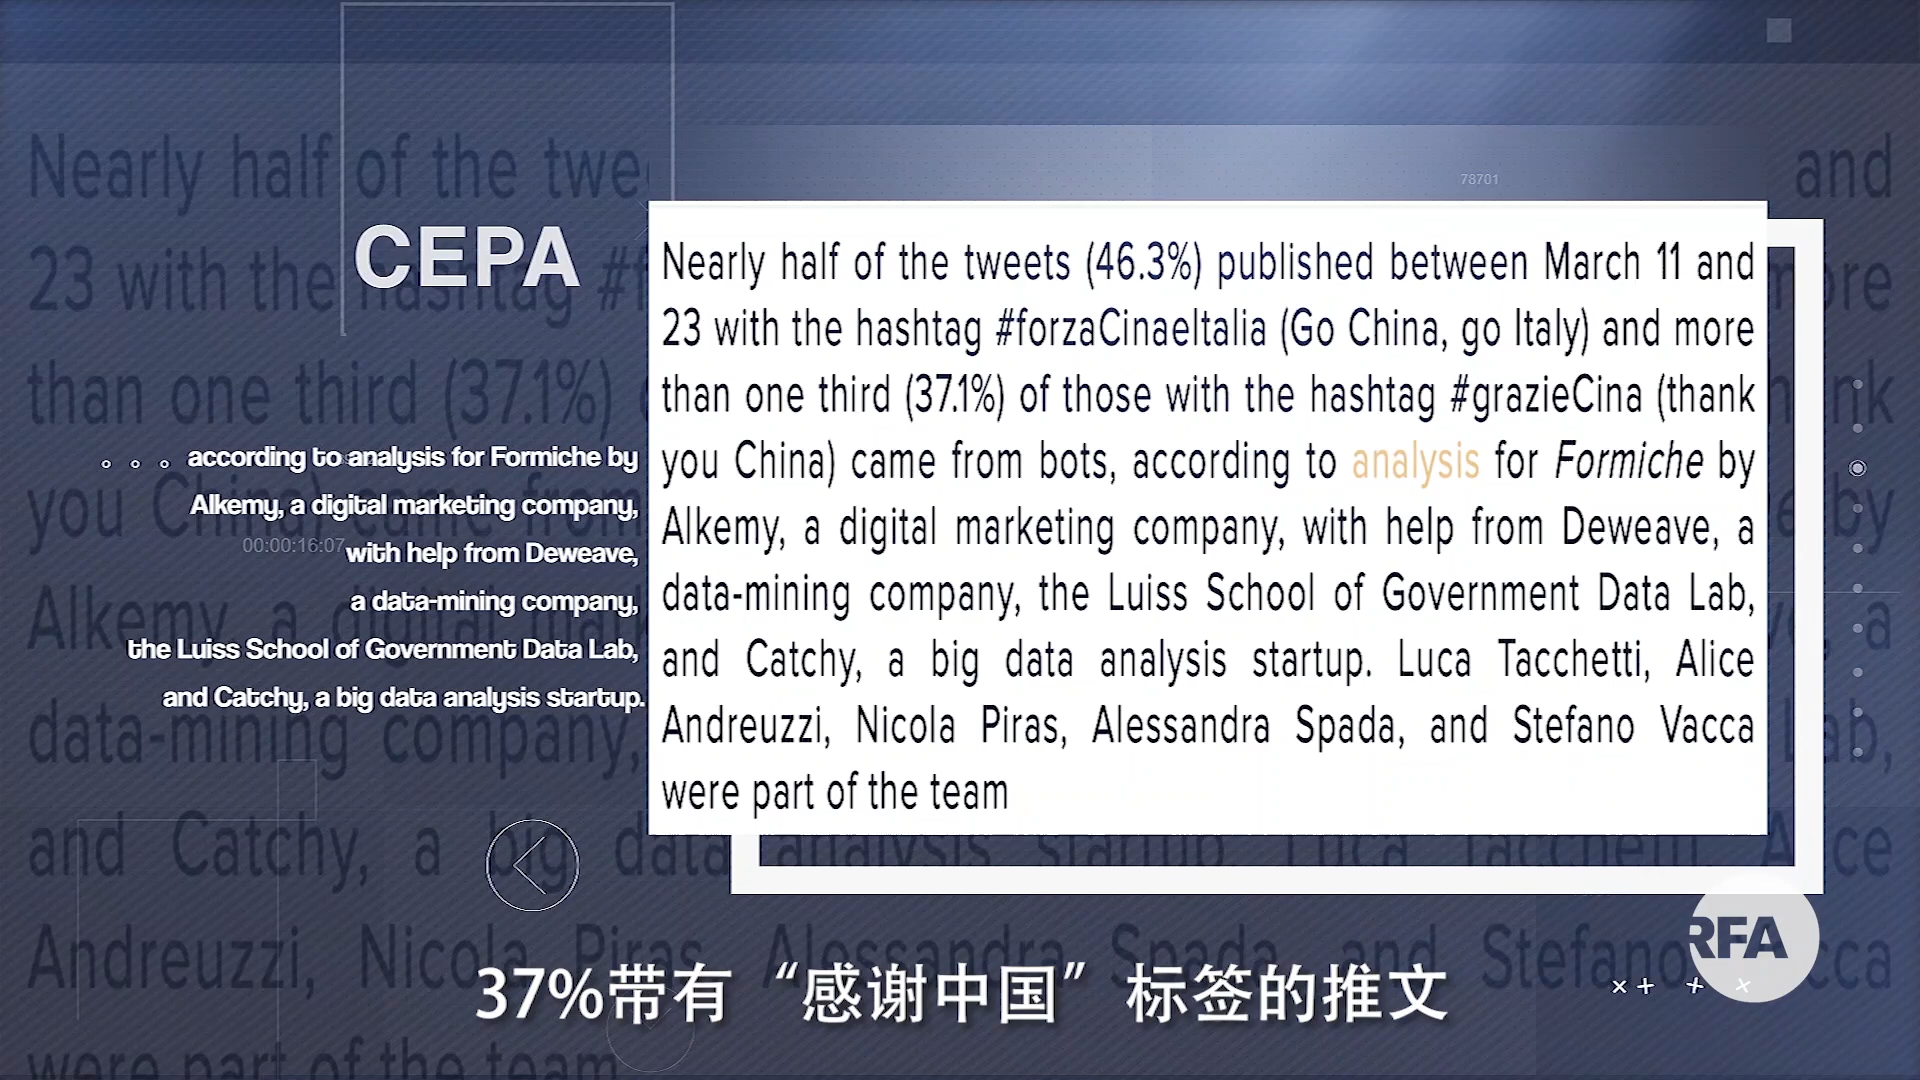 78701
CEPA
Nearly half of the tweets (46.3%) published between March 11 and
23 with the hashtag #forzaCinaeItalia (Go China, go Italy) and more
than one third (37.1%) of those with the hashtag #grazieCina (thank
you China) came from bots, according to analysis for Formiche by
Alkemy, a digital marketing company, with help from Deweave, a
data-mining company, the Luiss School of Government Data Lab,
and Catchy, a big data analysis startup. Luca Tacchetti, Alice
Andreuzzi, Nicola Piras, Alessandra Spada, and Stefano Vacca
were part of the team
according to analysis for Formiche by
Alkemy, a digital marketing company,
00:00:16:07
with help from Deweave,
a data-mining company,
the Luiss School of Government Data Lab,
and Catchy, a big data analysis startup.
RFA
37%带有“感谢中国”标签的推文